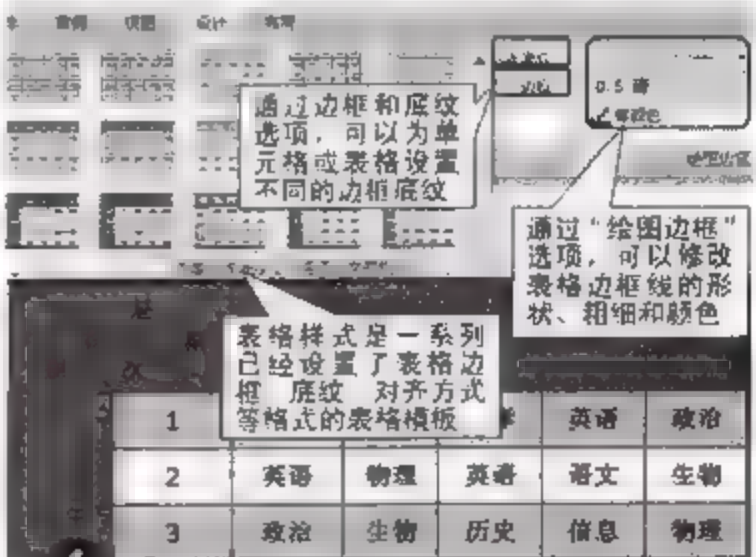 视图
设计
0.5 磅
通过边框和底纹
选项，可以为单
元格或表格设置
不同的边框底纹
通过“绘图边框”
选项，可以修改
表格边框线的形
状、粗细和颜色
表格样式是一系列
已经设置了表格边
框 底纹 对齐方式
等格式的表格模板
1 英语 政治
2 英语 物理 英语 语文 生物
3 政治 生物 历史 信息 物理